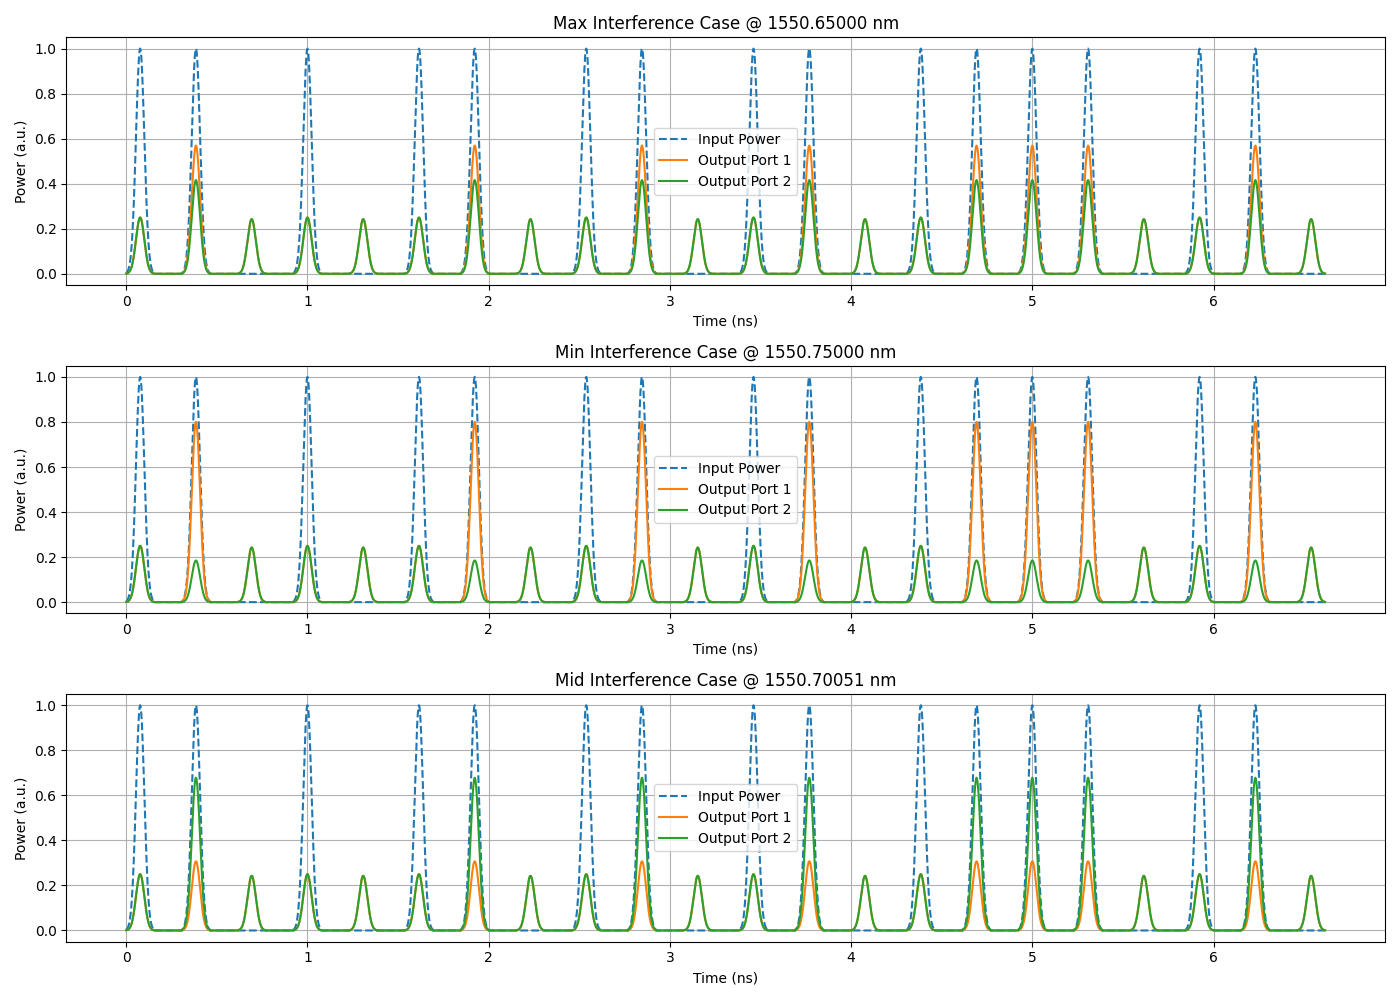 Max Interference Case @ 1550.65000 nm
Power (a.u.)
1.0
0.8
0.6
0.4
0.2
0.0
Input Power
Output Port 1
Output Port 2
0 1 2 3 4 5 6
Time (ns)
Min Interference Case @ 1550.75000 nm
Power (a.u.)
1.0
0.8
0.6
0.4
0.2
0.0
Input Power
Output Port 1
Output Port 2
0 1 2 3 4 5 6
Time (ns)
Mid Interference Case @ 1550.70051 nm
Power (a.u.)
1.0
0.8
0.6
0.4
0.2
0.0
Input Power
Output Port 1
Output Port 2
0 1 2 3 4 5 6
Time (ns)